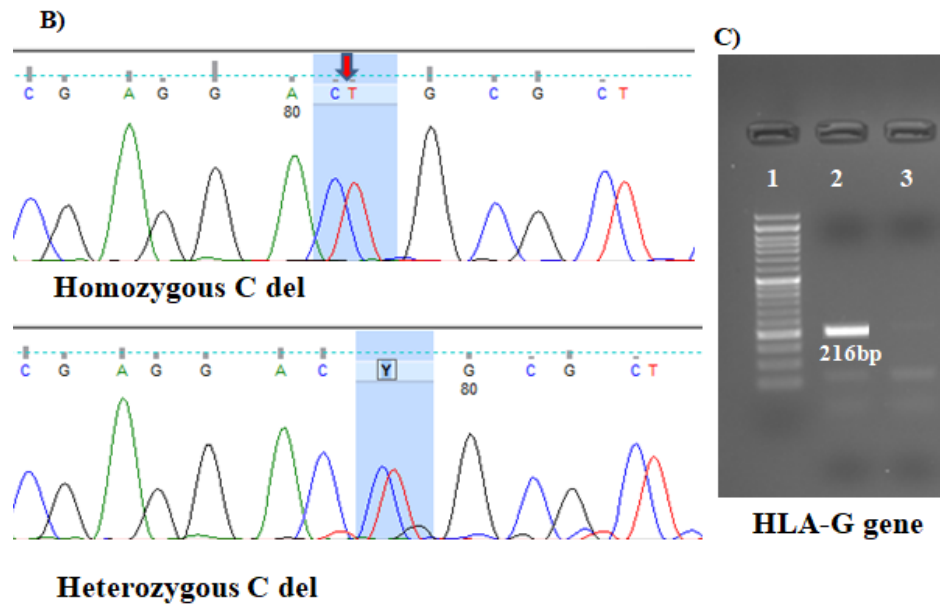 B)
C G A G G A C T G C G C T
80
Homozygous C del
C G A G G A C Y G C G C T
80
Heterozygous C del
C)
1 2 3
216bp
HLA-G gene